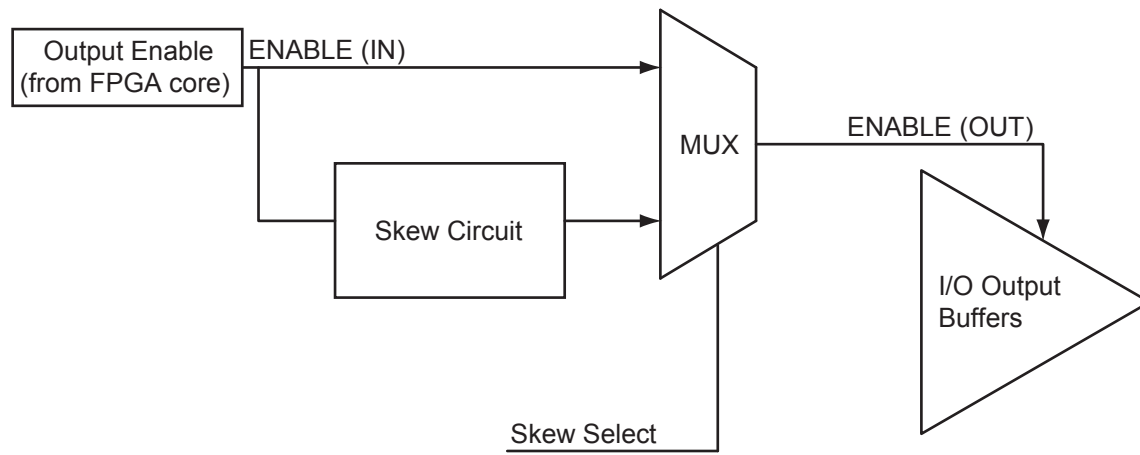 Output Enable
(from FPGA core)
ENABLE (IN)
MUX
ENABLE (OUT)
Skew Circuit
I/O Output
Buffers
Skew Select